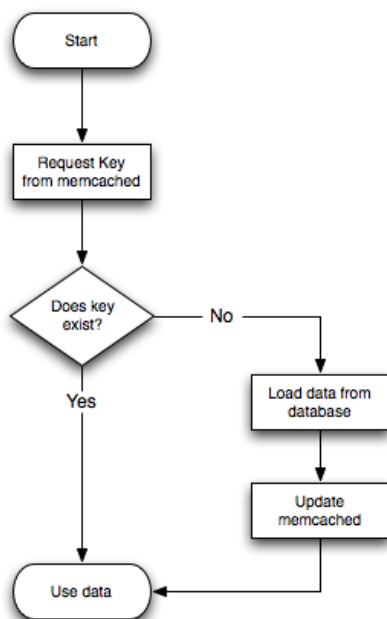 Start
Request Key
from memcached
Does key
exist?
No
Yes
Load data from
database
Update
memcached
Use data